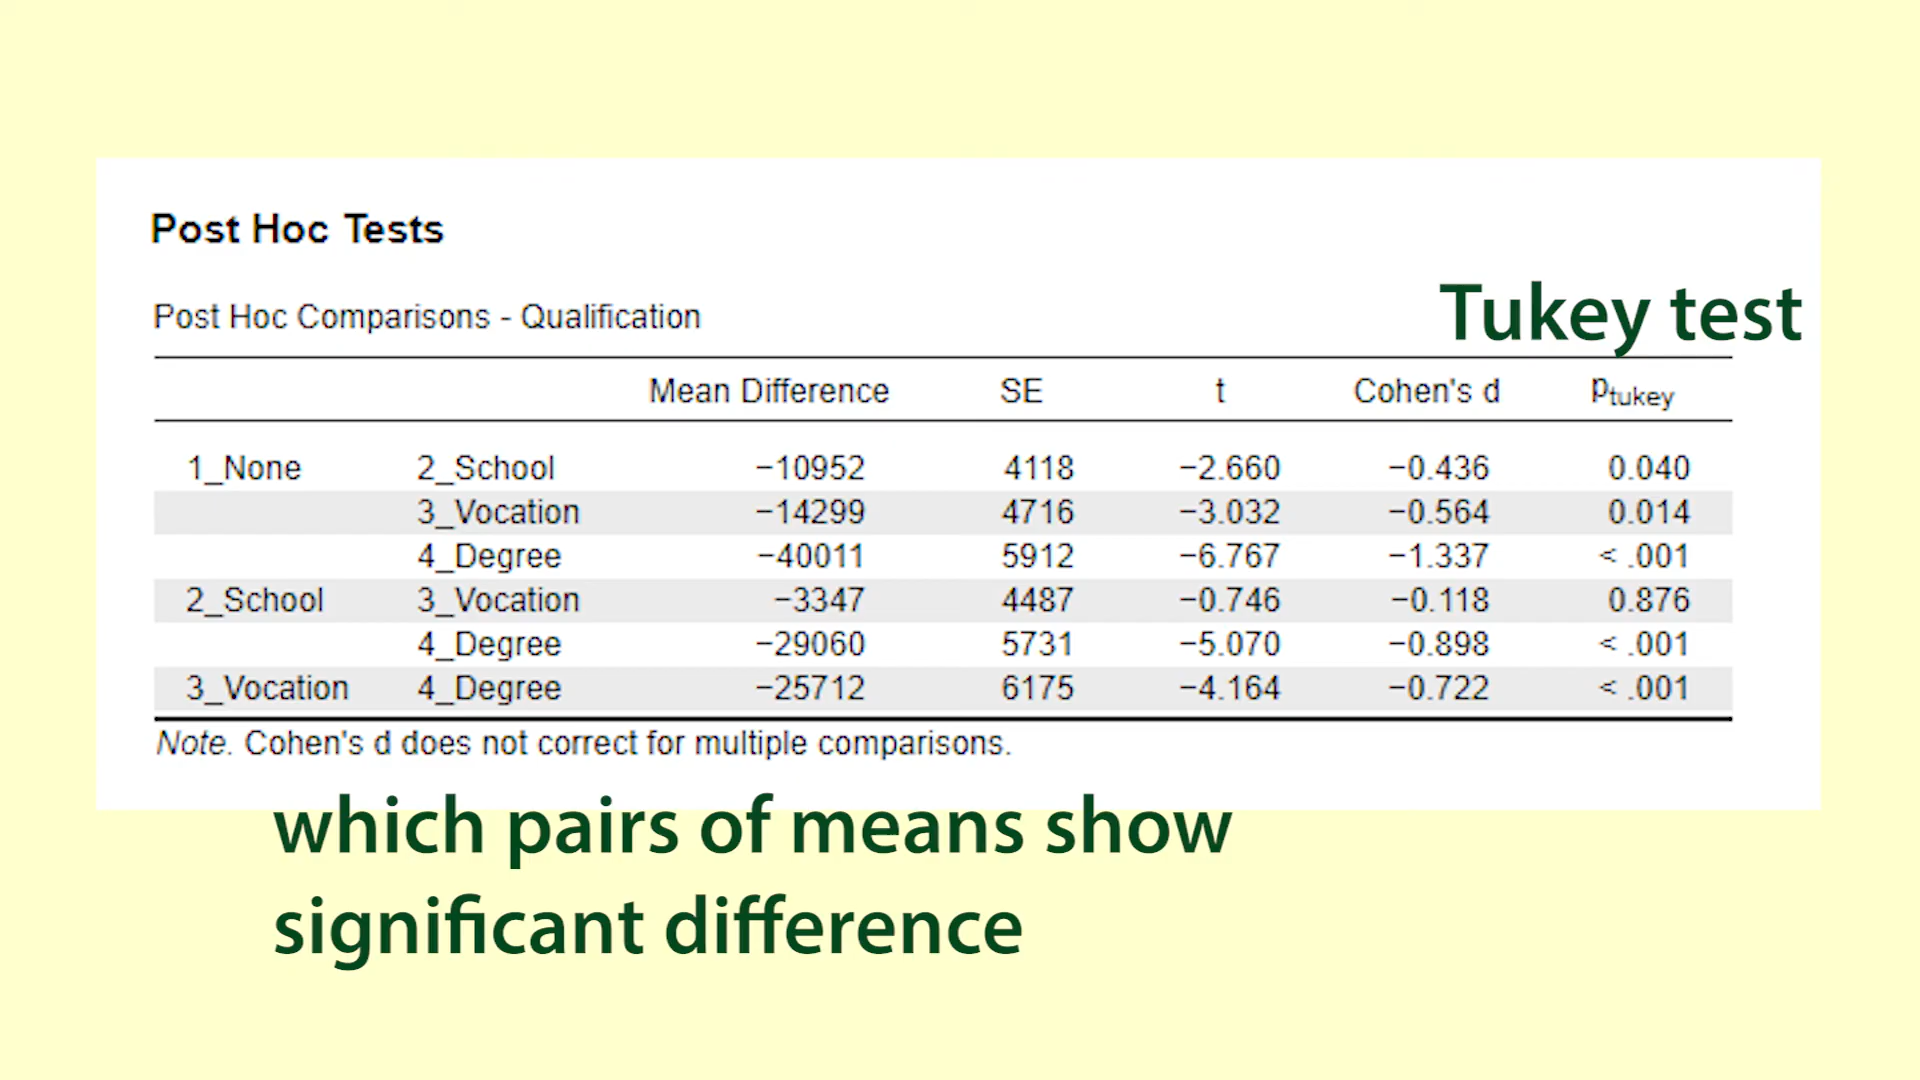 Post Hoc Tests
Tukey test
Post Hoc Comparisons - Qualification
Mean Difference SE t Cohen's d ptukey
1_None 2_School −10952 4118 −2.660 −0.436 0.040
3_Vocation −14299 4716 −3.032 −0.564 0.014
4_Degree −40011 5912 −6.767 −1.337 < .001
2_School 3_Vocation −3347 4487 −0.746 −0.118 0.876
4_Degree −29060 5731 −5.070 −0.898 < .001
3_Vocation 4_Degree −25712 6175 −4.164 −0.722 < .001
Note. Cohen's d does not correct for multiple comparisons.
which pairs of means show
significant difference